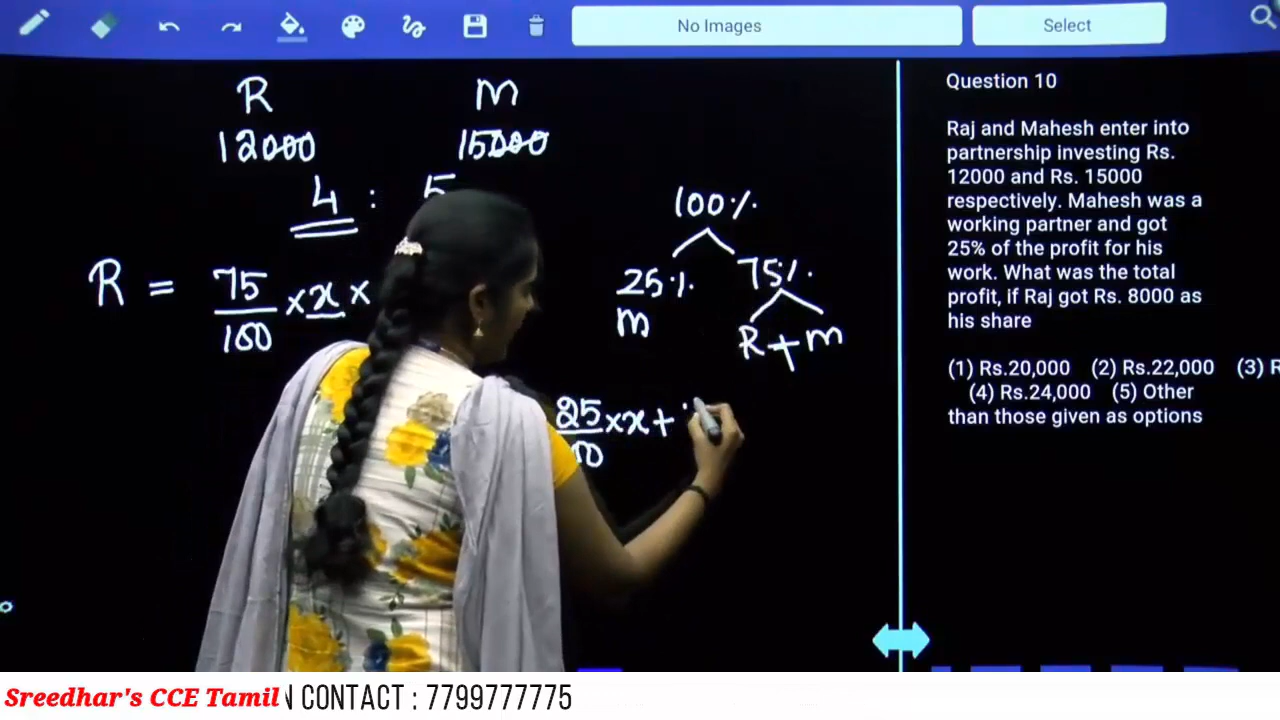 No Images
Select
R M
12000 15000
4 : 5
100%
25% 75%
M R + M
R = 75/100 × x ×
25/100 × x +
Question 10
Raj and Mahesh enter into
partnership investing Rs.
12000 and Rs. 15000
respectively. Mahesh was a
working partner and got
25% of the profit for his
work. What was the total
profit, if Raj got Rs. 8000 as
his share
(1) Rs.20,000 (2) Rs.22,000 (3) R
(4) Rs.24,000 (5) Other
than those given as options
Sreedhar's CCE Tamil N CONTACT : 7799777775